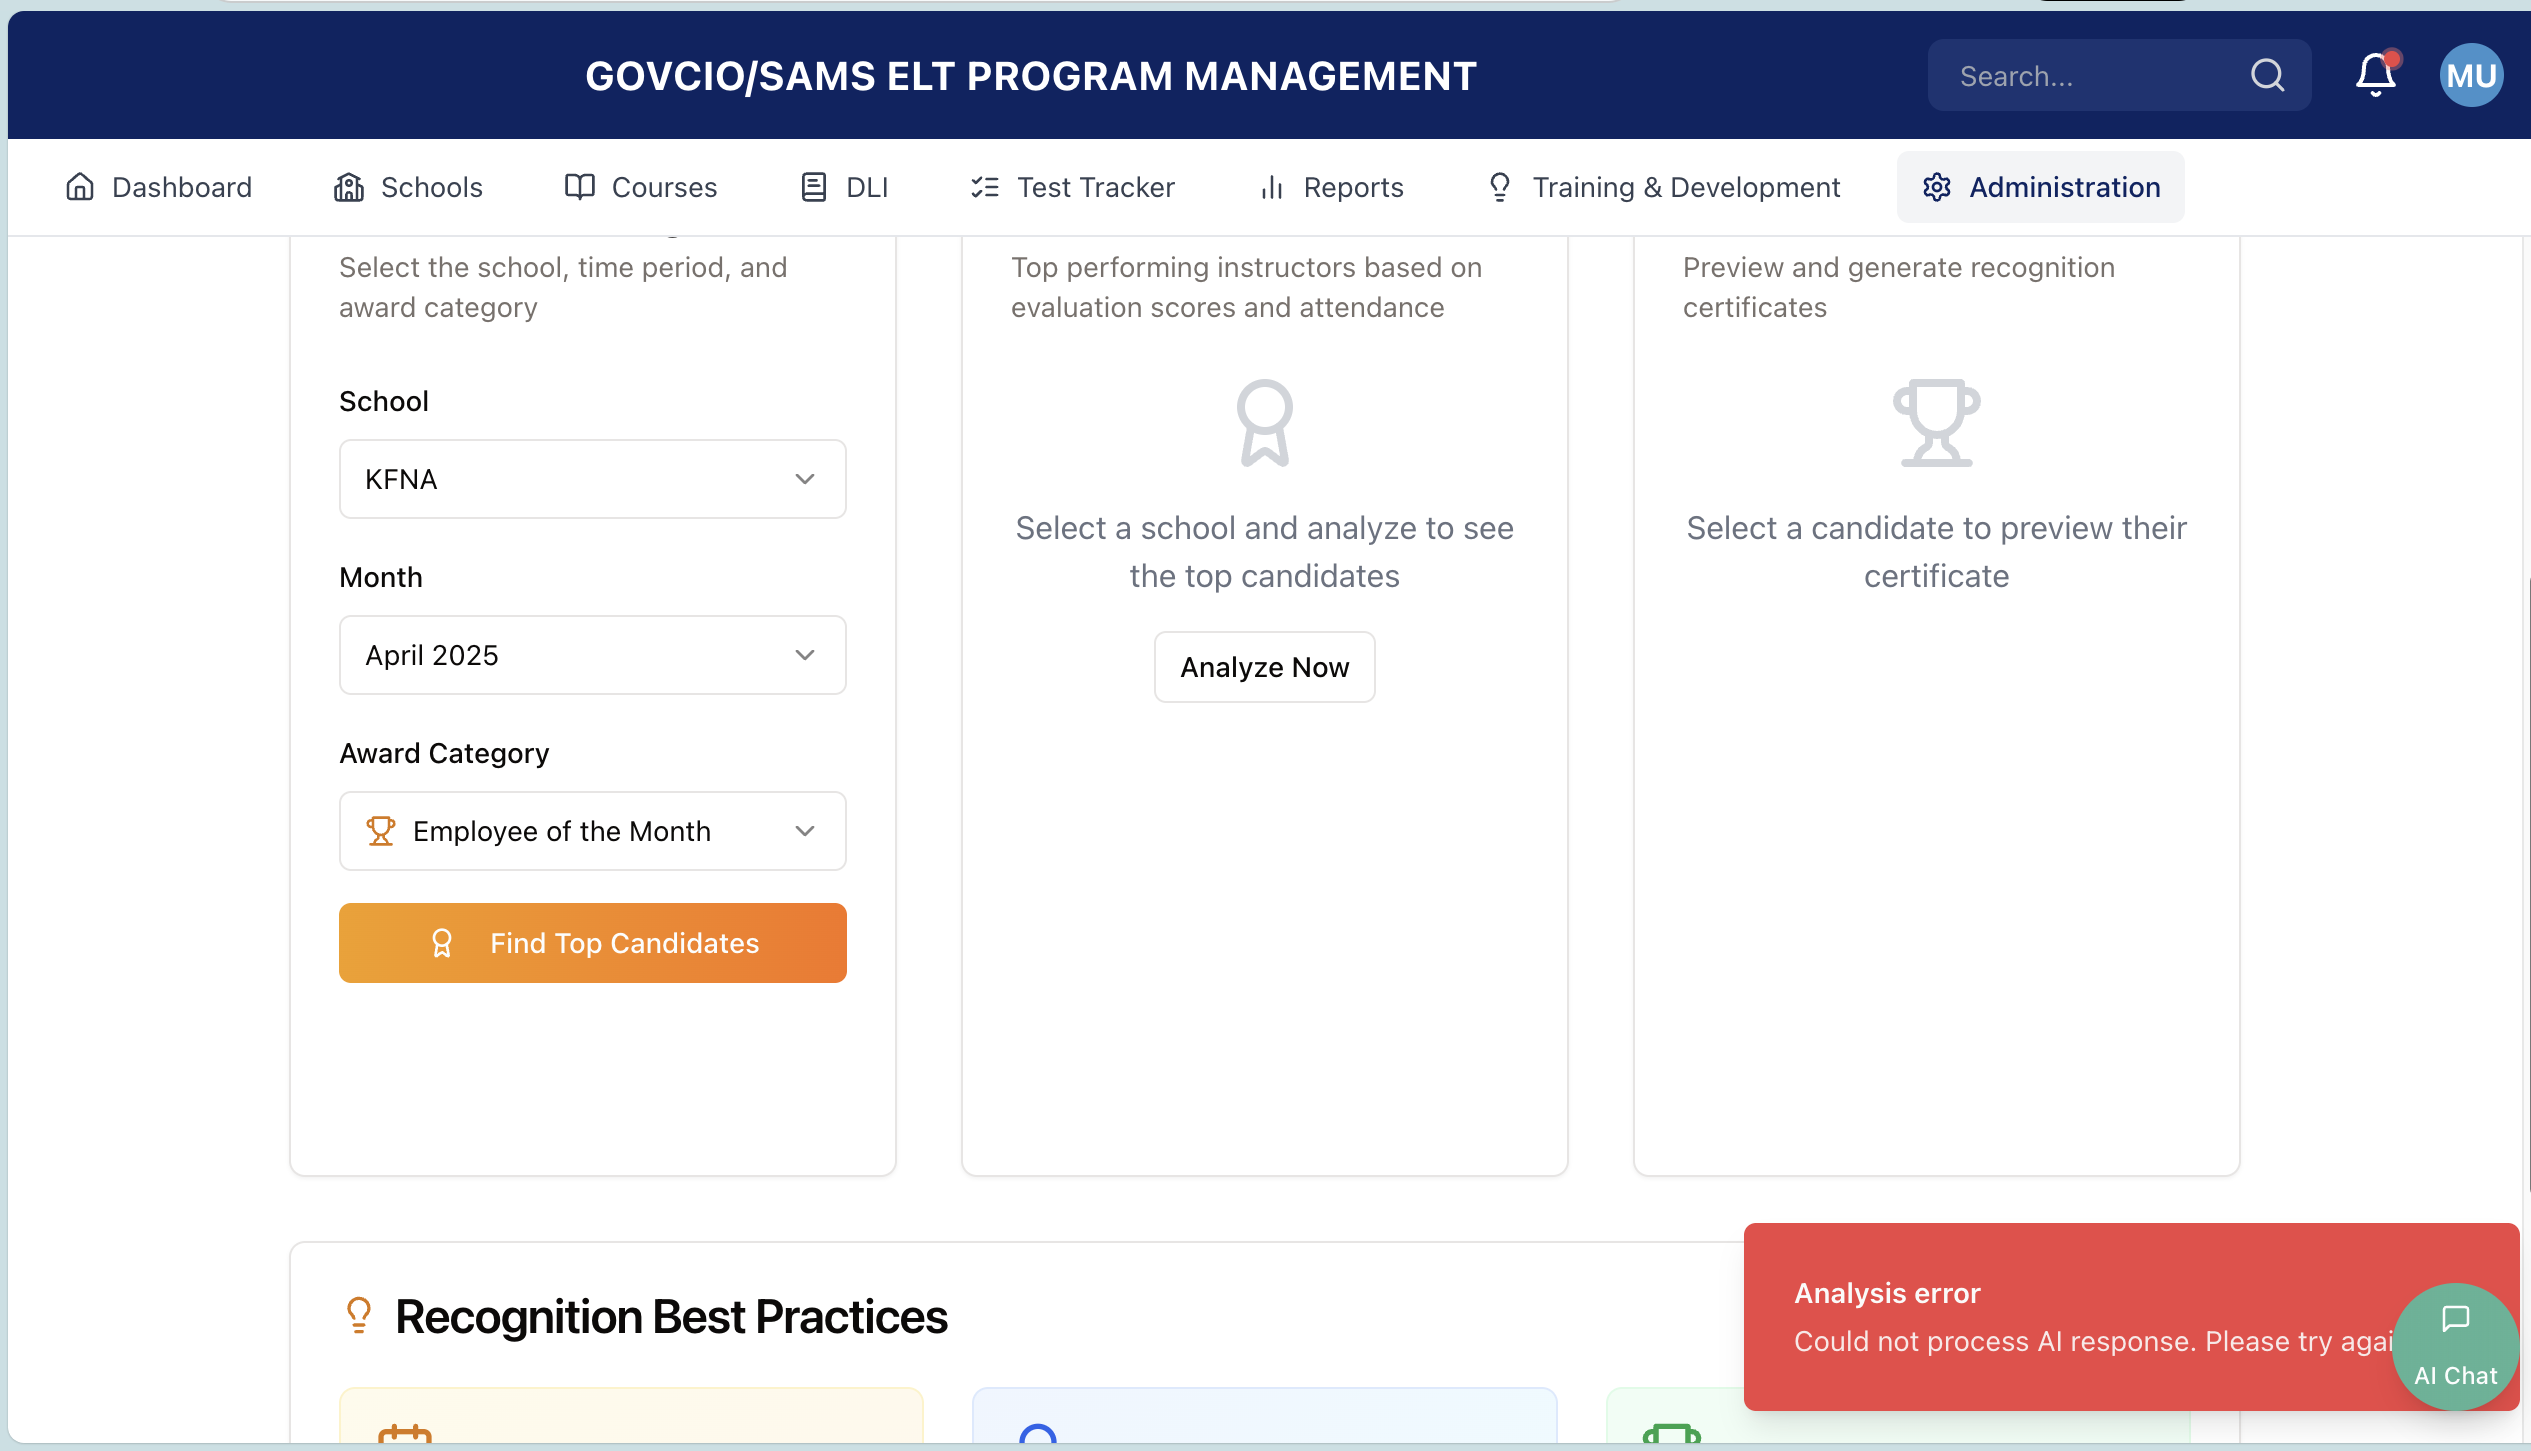 GOVCIO/SAMS ELT PROGRAM MANAGEMENT
Search...
MU
Dashboard
Schools
Courses
DLI
Test Tracker
Reports
Training & Development
Administration
Select the school, time period, and
award category
School
KFNA
Month
April 2025
Award Category
Employee of the Month
Find Top Candidates
Top performing instructors based on
evaluation scores and attendance
Select a school and analyze to see
the top candidates
Analyze Now
Preview and generate recognition
certificates
Select a candidate to preview their
certificate
Recognition Best Practices
Analysis error
Could not process AI response. Please try agai
AI Chat